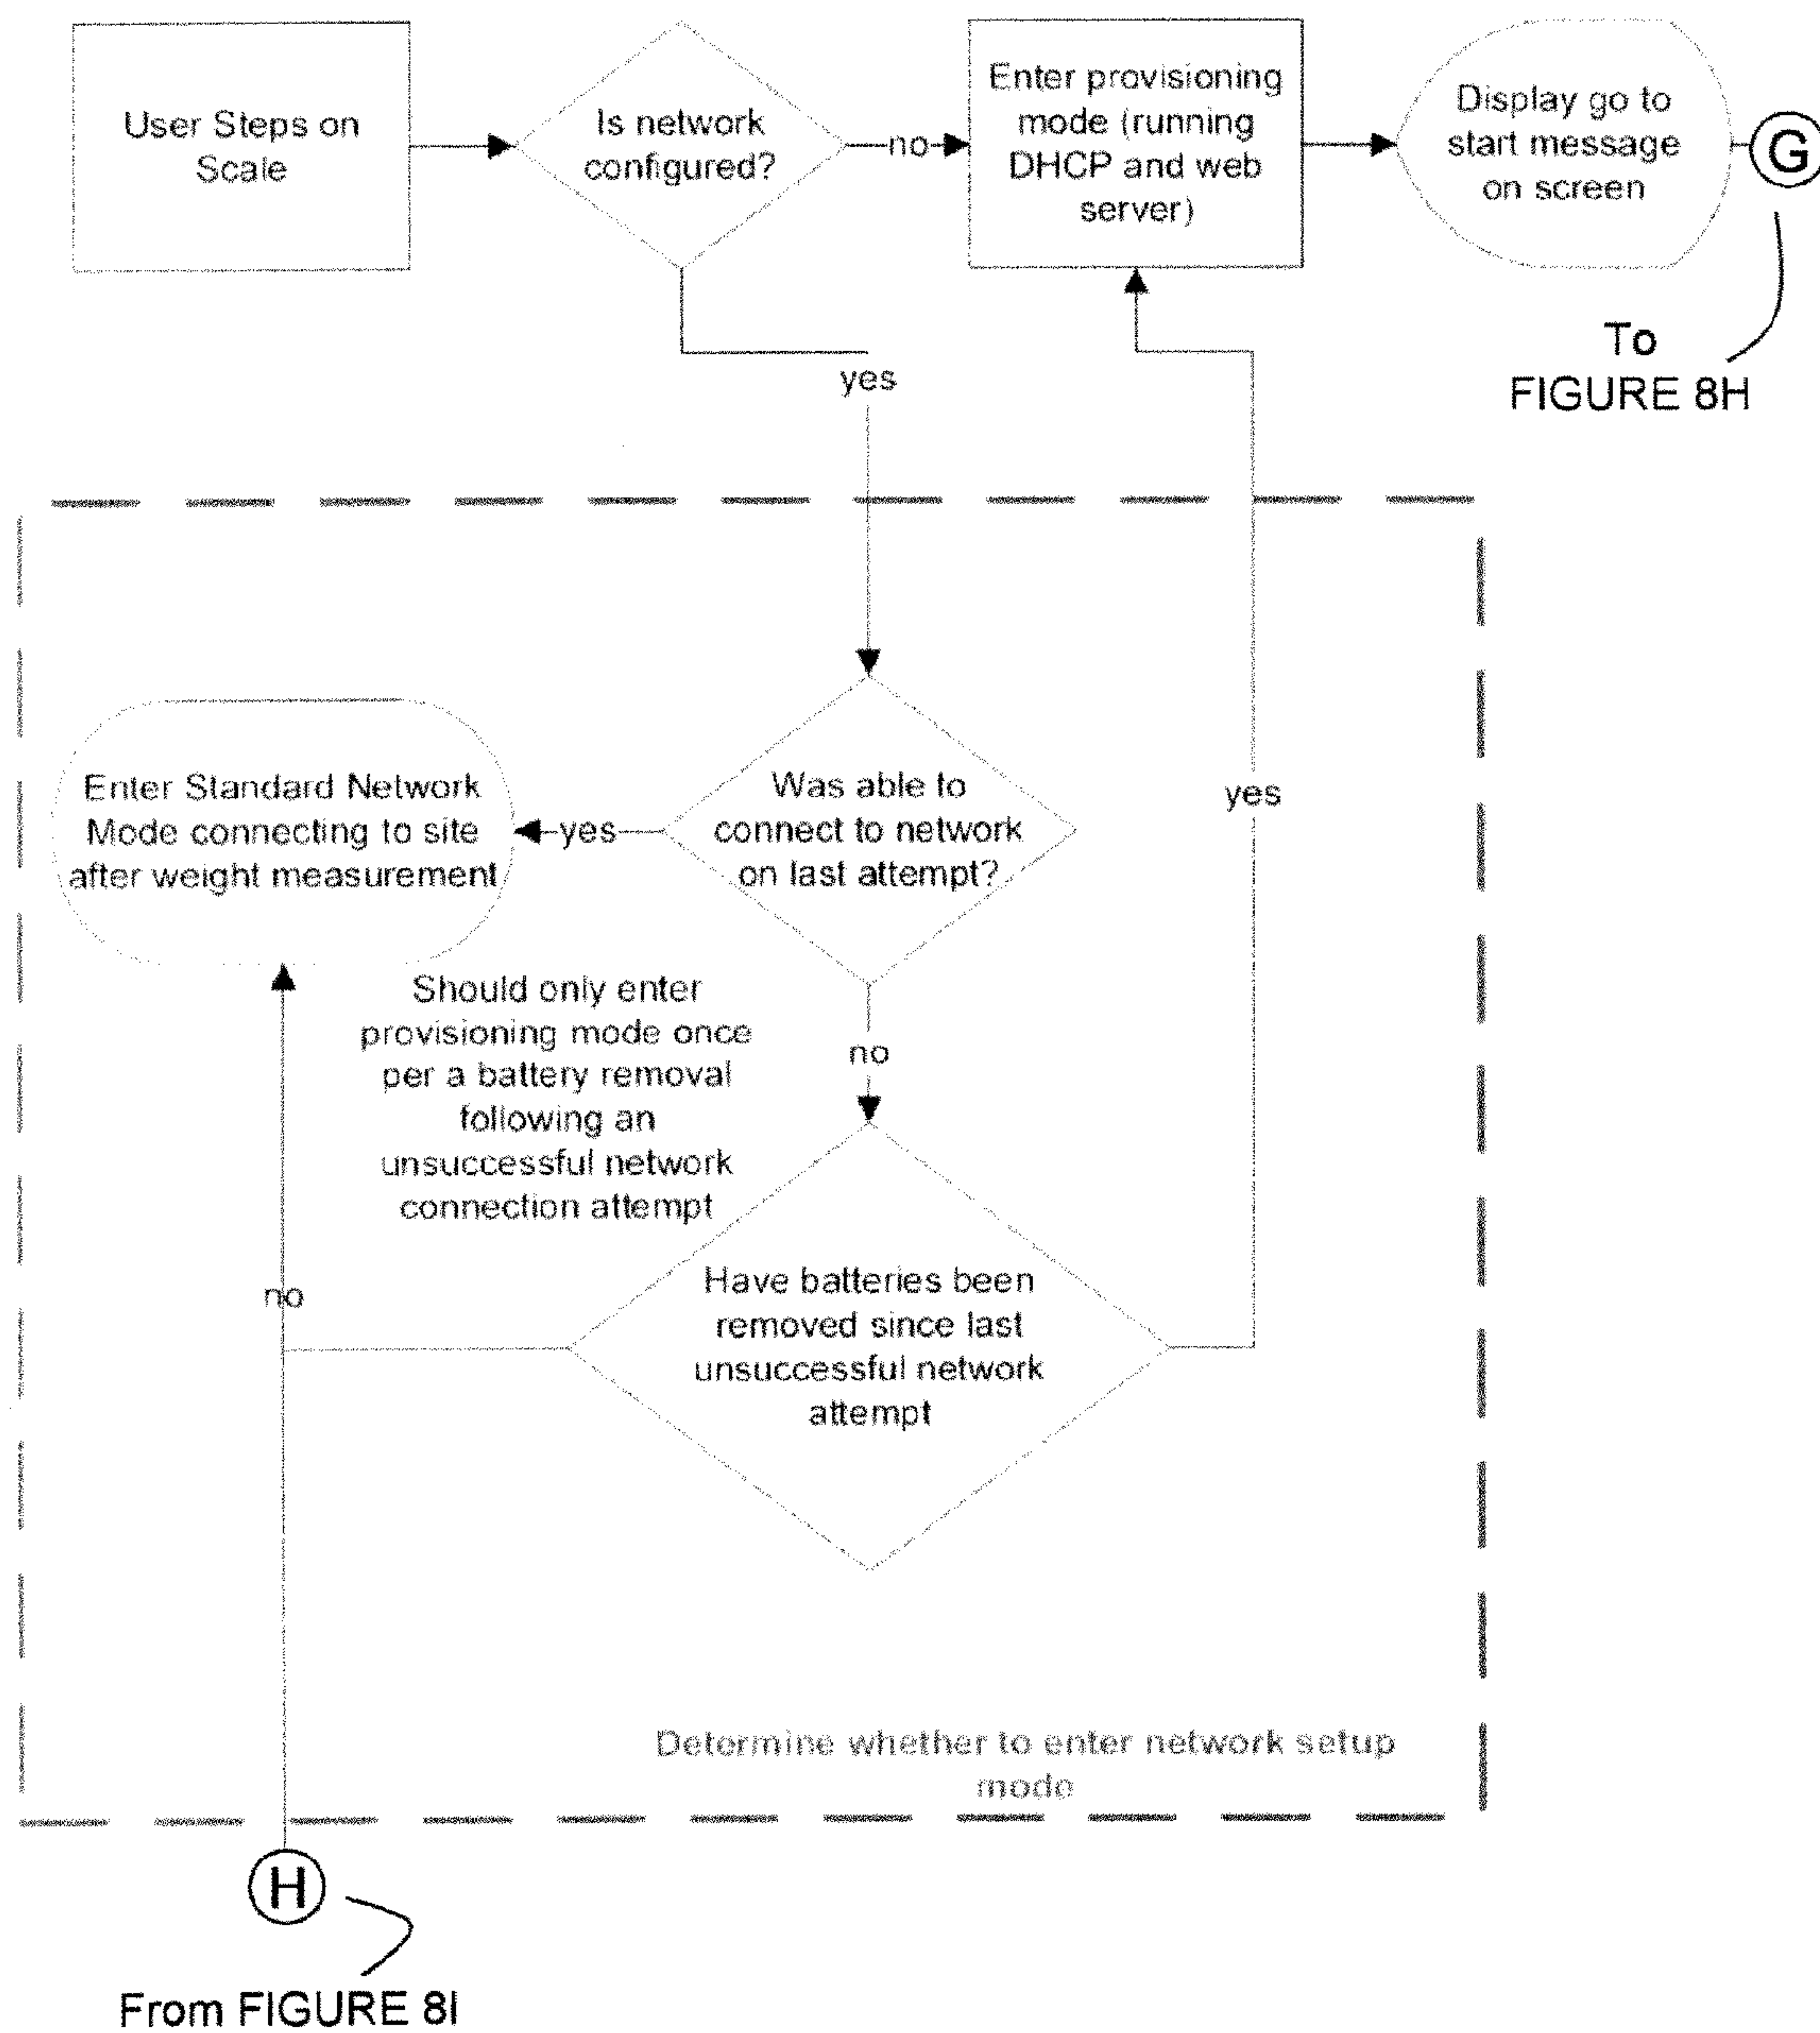 User Steps on
Scale
Is network
configured?
no
Enter provisioning
mode (running
DHCP and web
server)
Display go to
start message
on screen
G
To
FIGURE 8H
yes
yes
Enter Standard Network
Mode connecting to site
after weight measurement
yes
Was able to
connect to network
on last attempt?
Should only enter
provisioning mode once
per a battery removal
following an
unsuccessful network
connection attempt
no
no
Have batteries been
removed since last
unsuccessful network
attempt
Determine whether to enter network setup
mode
H
From FIGURE 8I